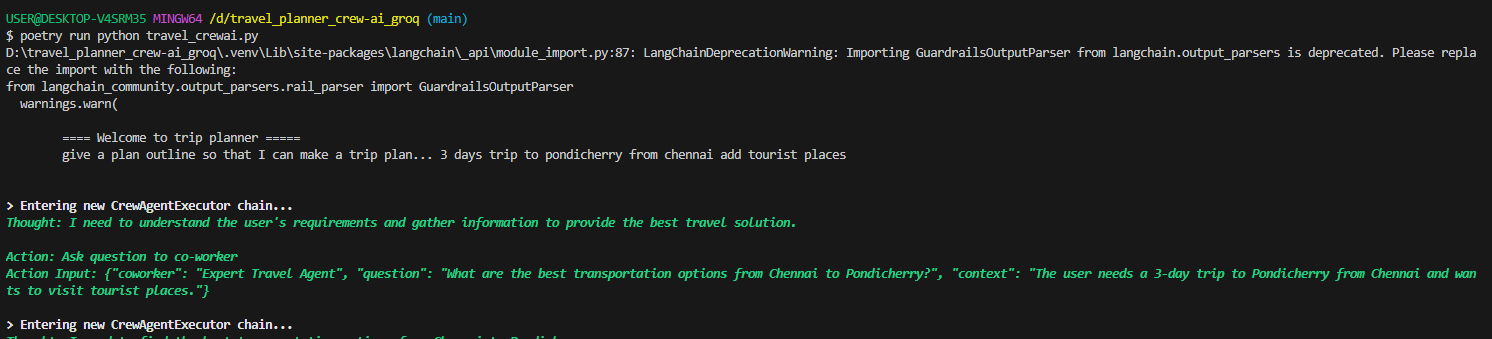 USER@DESKTOP-V4SRM35 MINGW64 /d/travel_planner_crew-ai_groq (main)
$ poetry run python travel_crewai.py
D:\travel_planner_crew-ai_groq\.venv\Lib\site-packages\langchain\_api\module_import.py:87: LangChainDeprecationWarning: Importing GuardrailsOutputParser from langchain.output_parsers is deprecated. Please repla
ce the import with the following:
from langchain_community.output_parsers.rail_parser import GuardrailsOutputParser
  warnings.warn(
==== Welcome to trip planner =====
give a plan outline so that I can make a trip plan... 3 days trip to pondicherry from chennai add tourist places
> Entering new CrewAgentExecutor chain...
Thought: I need to understand the user's requirements and gather information to provide the best travel solution.
Action: Ask question to co-worker
Action Input: {"coworker": "Expert Travel Agent", "question": "What are the best transportation options from Chennai to Pondicherry?", "context": "The user needs a 3-day trip to Pondicherry from Chennai and wan
ts to visit tourist places."}
> Entering new CrewAgentExecutor chain...